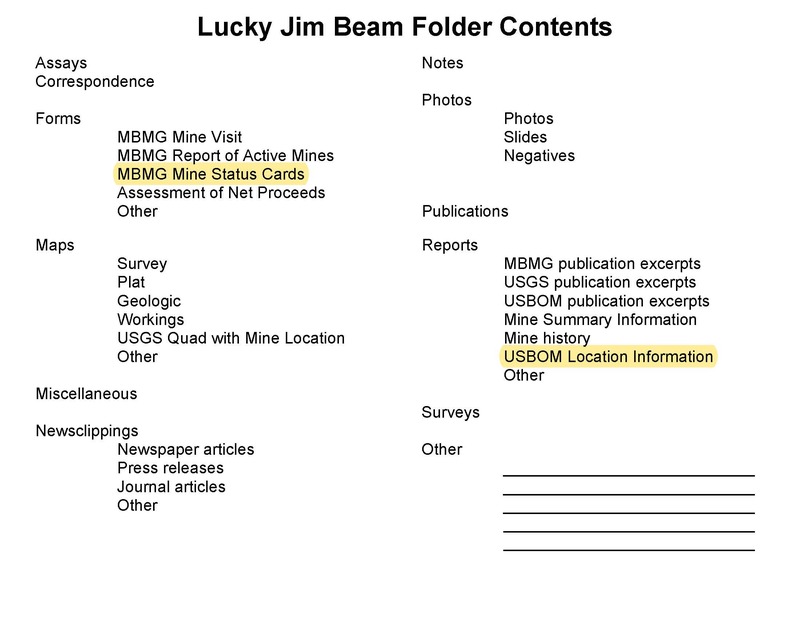 Lucky Jim Beam Folder Contents
Assays
Correspondence
Forms
MBMG Mine Visit
MBMG Report of Active Mines
MBMG Mine Status Cards
Assessment of Net Proceeds
Other
Maps
Survey
Plat
Geologic
Workings
USGS Quad with Mine Location
Other
Miscellaneous
Newsclippings
Newspaper articles
Press releases
Journal articles
Other
Notes
Photos
Photos
Slides
Negatives
Publications
Reports
MBMG publication excerpts
USGS publication excerpts
USBOM publication excerpts
Mine Summary Information
Mine history
USBOM Location Information
Other
Surveys
Other